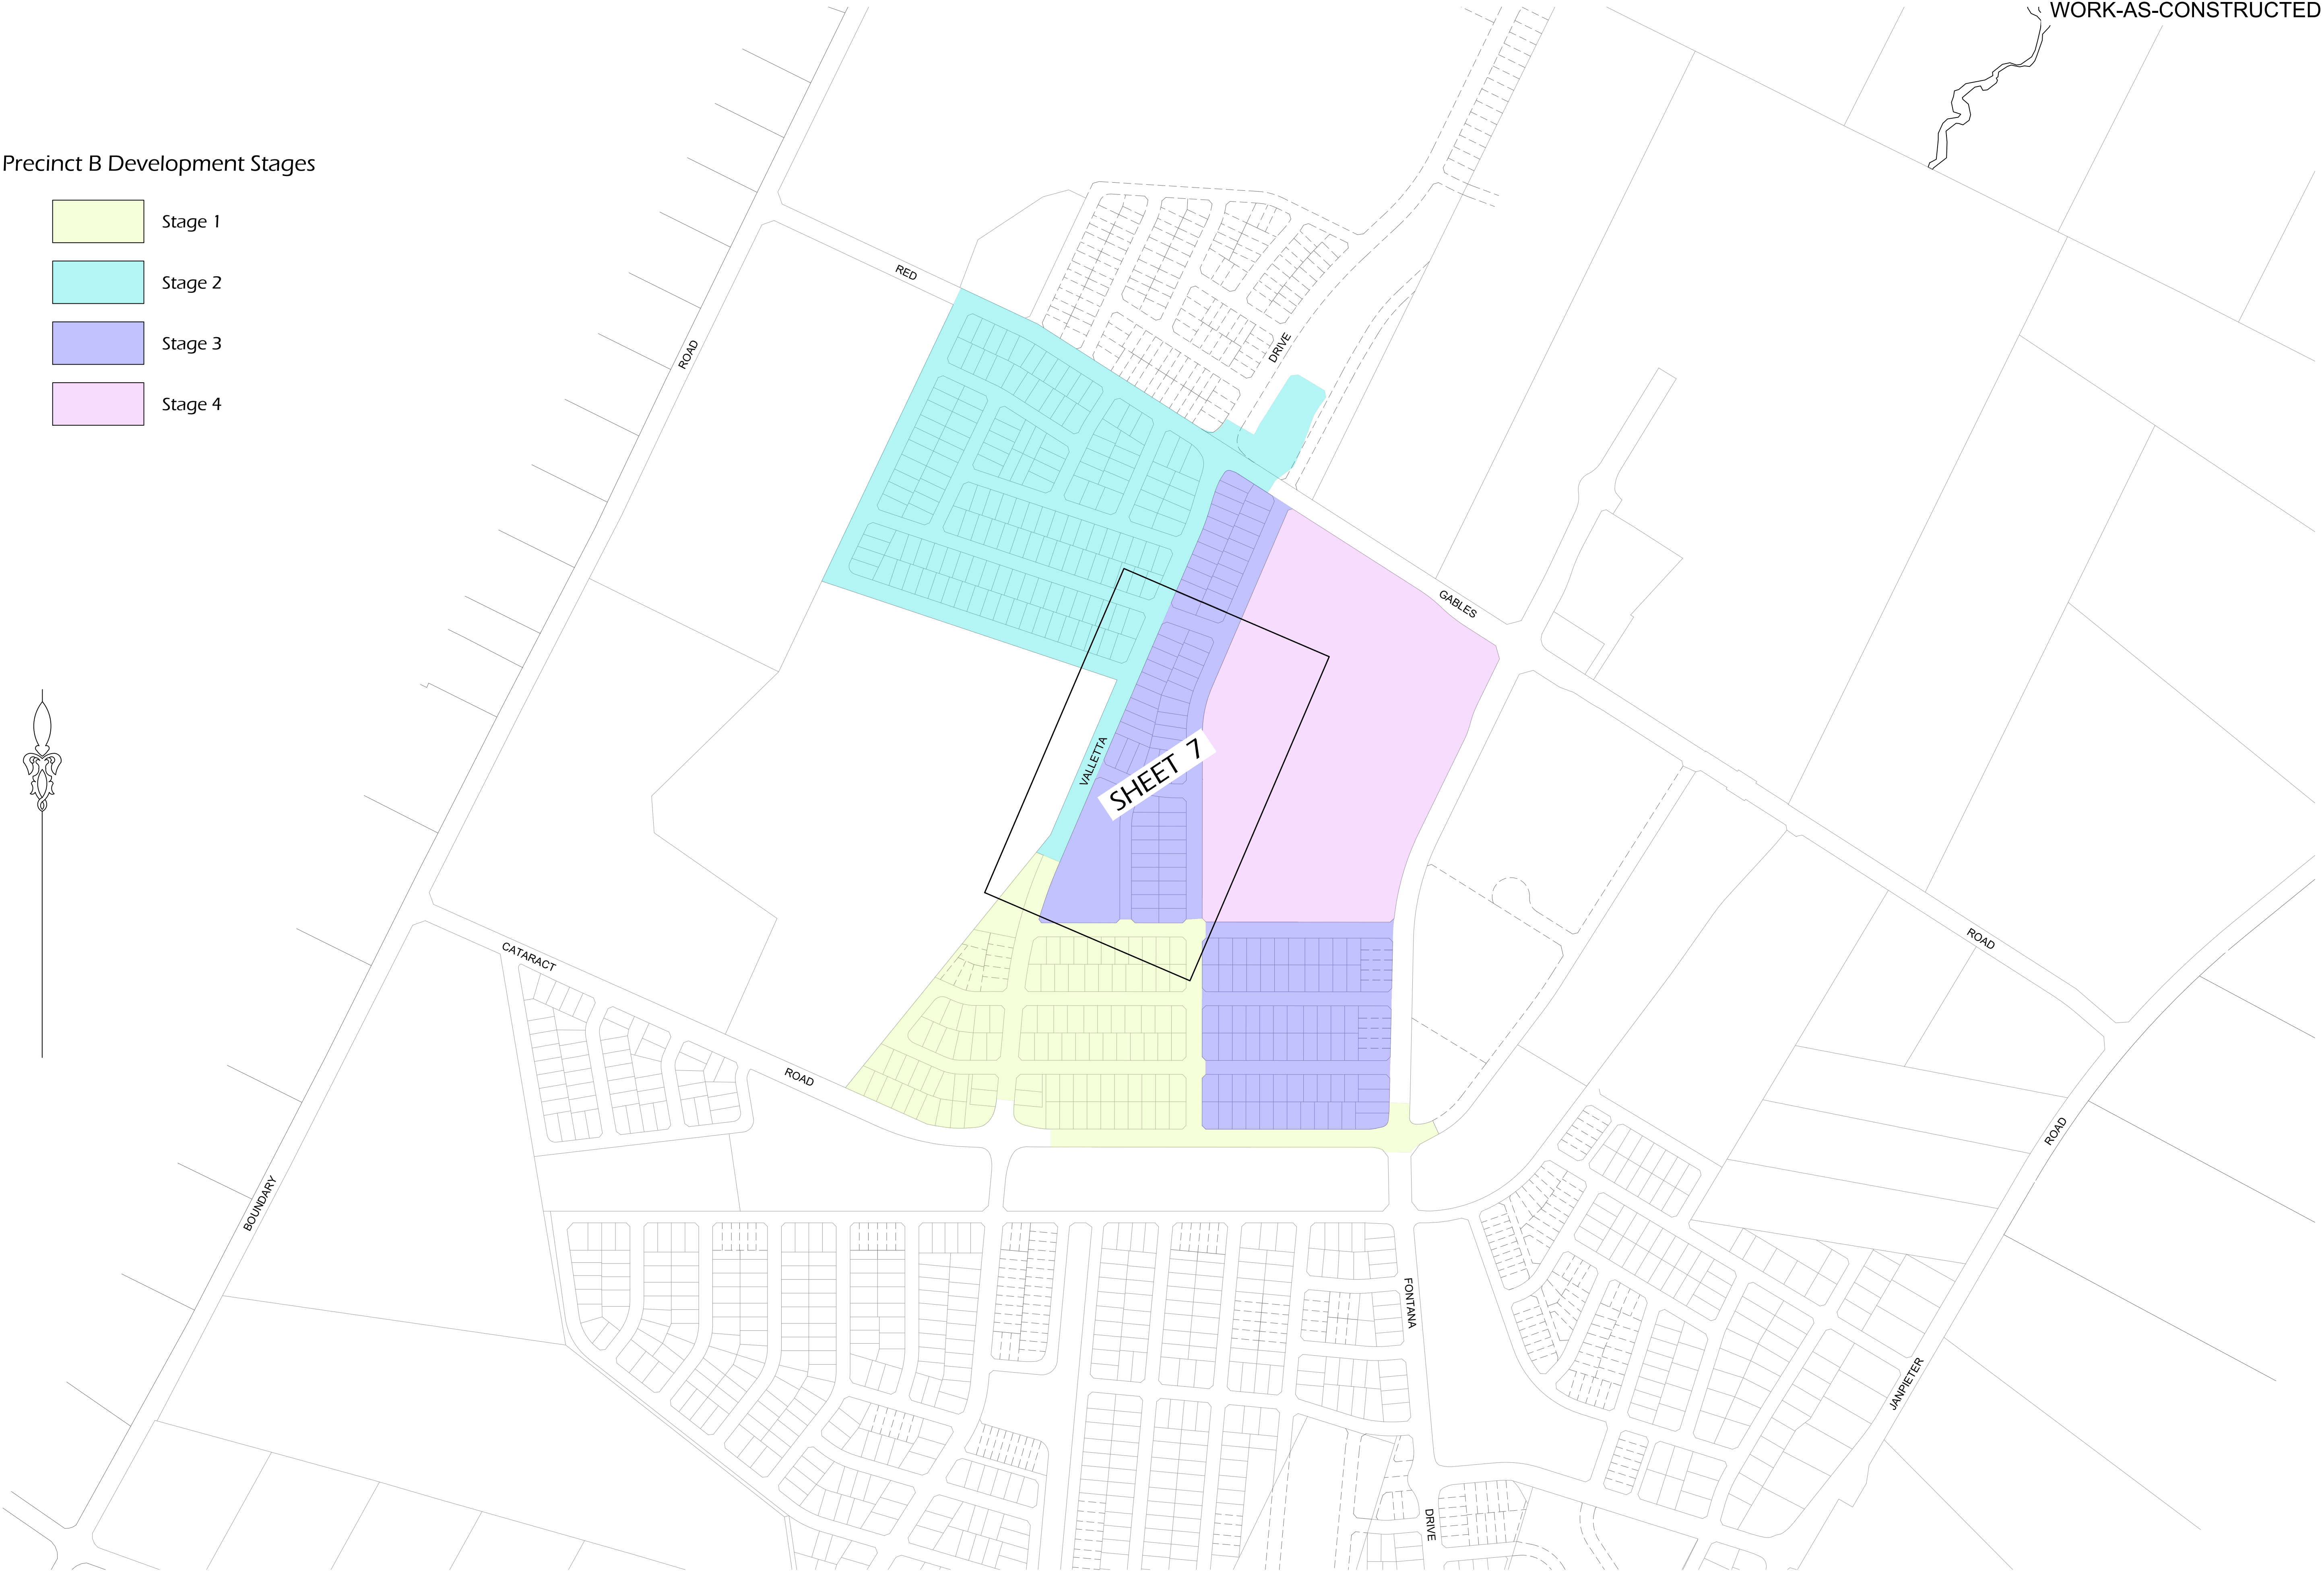 WORK-AS-CONSTRUCTED
Precinct B Development Stages
Stage 1
Stage 2
Stage 3
Stage 4
RED
ROAD
DRIVE
GABLES
VALLETTA
SHEET 7
CATARACT
ROAD
ROAD
ROAD
BOUNDARY
FONTANA
JANPIETER
DRIVE